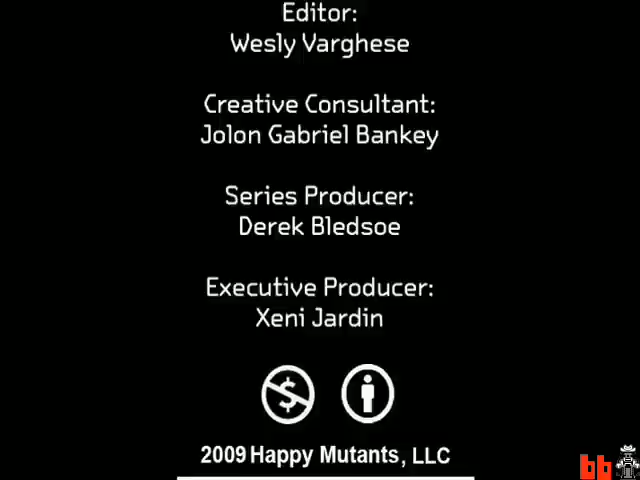 Editor:
Wesly Varghese
Creative Consultant:
Jolon Gabriel Bankey
Series Producer:
Derek Bledsoe
Executive Producer:
Xeni Jardin
$
2009 Happy Mutants, LLC
bb